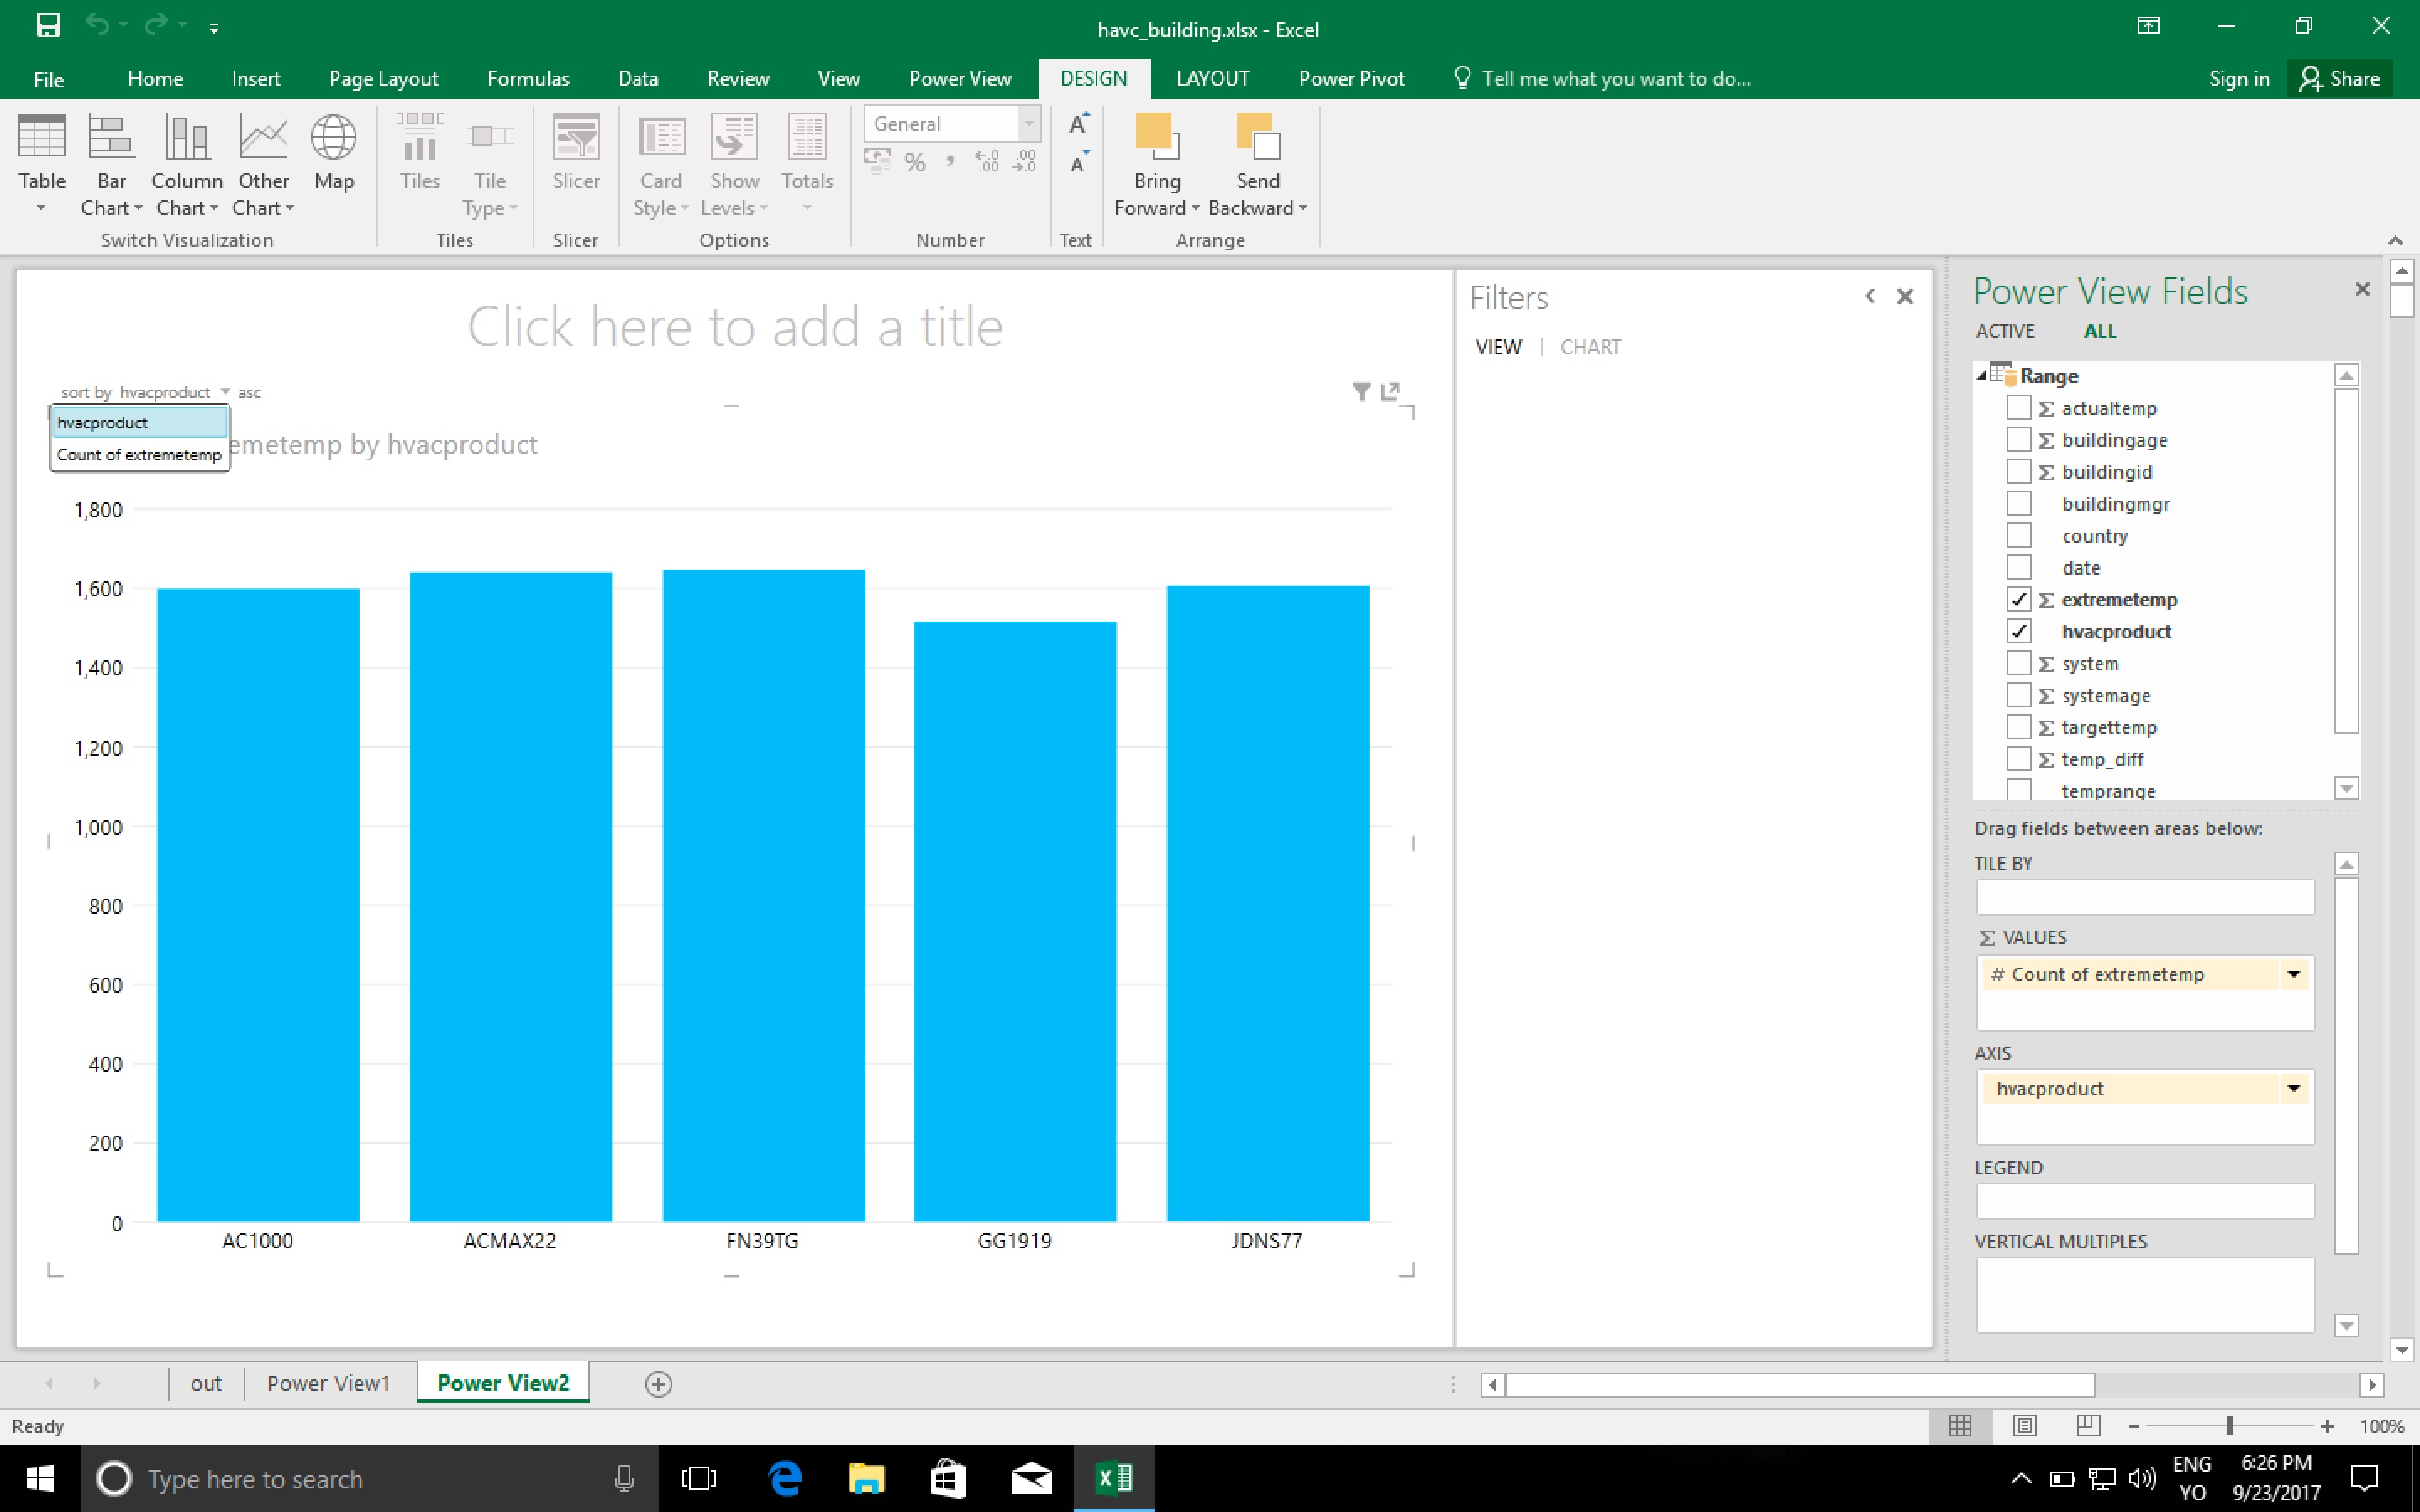 havc_building.xlsx - Excel
File Home Insert Page Layout Formulas Data Review View Power View DESIGN LAYOUT Power Pivot Tell me what you want to do... Sign in Share
Table Bar Chart Column Chart Other Chart Map
Switch Visualization
Tiles Tile Type
Tiles
Slicer
Slicer
Card Style Show Levels Totals
Options
General
% , .00 .00
Number
A
A
Text
Bring Forward Send Backward
Arrange
Click here to add a title
sort by hvacproduct asc
hvacproduct
Count of extremetemp
emetemp by hvacproduct
1,800
1,600
1,400
1,200
1,000
800
600
400
200
0
AC1000 ACMAX22 FN39TG GG1919 JDNS77
Filters
VIEW | CHART
Power View Fields
ACTIVE ALL
Range
Σ actualtemp
Σ buildingage
Σ buildingid
buildingmgr
country
date
Σ extremetemp
hvacproduct
Σ system
Σ systemage
Σ targettemp
Σ temp_diff
temprange
Drag fields between areas below:
TILE BY
Σ VALUES
# Count of extremetemp
AXIS
hvacproduct
LEGEND
VERTICAL MULTIPLES
out Power View1 Power View2
Ready
100%
Type here to search
ENG
YO
6:26 PM
9/23/2017